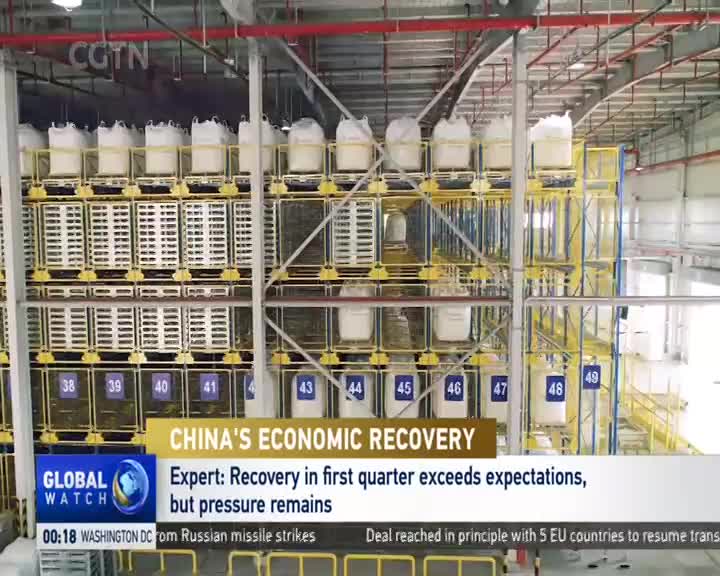 CGTN
38 39 40 41 4 43 44 45 46 47 48 49
CHINA'S ECONOMIC RECOVERY
GLOBAL
WATCH
Expert: Recovery in first quarter exceeds expectations,
but pressure remains
00:18 WASHINGTON DC
from Russian missile strikes Deal reached in principle with 5 EU countries to resume trans